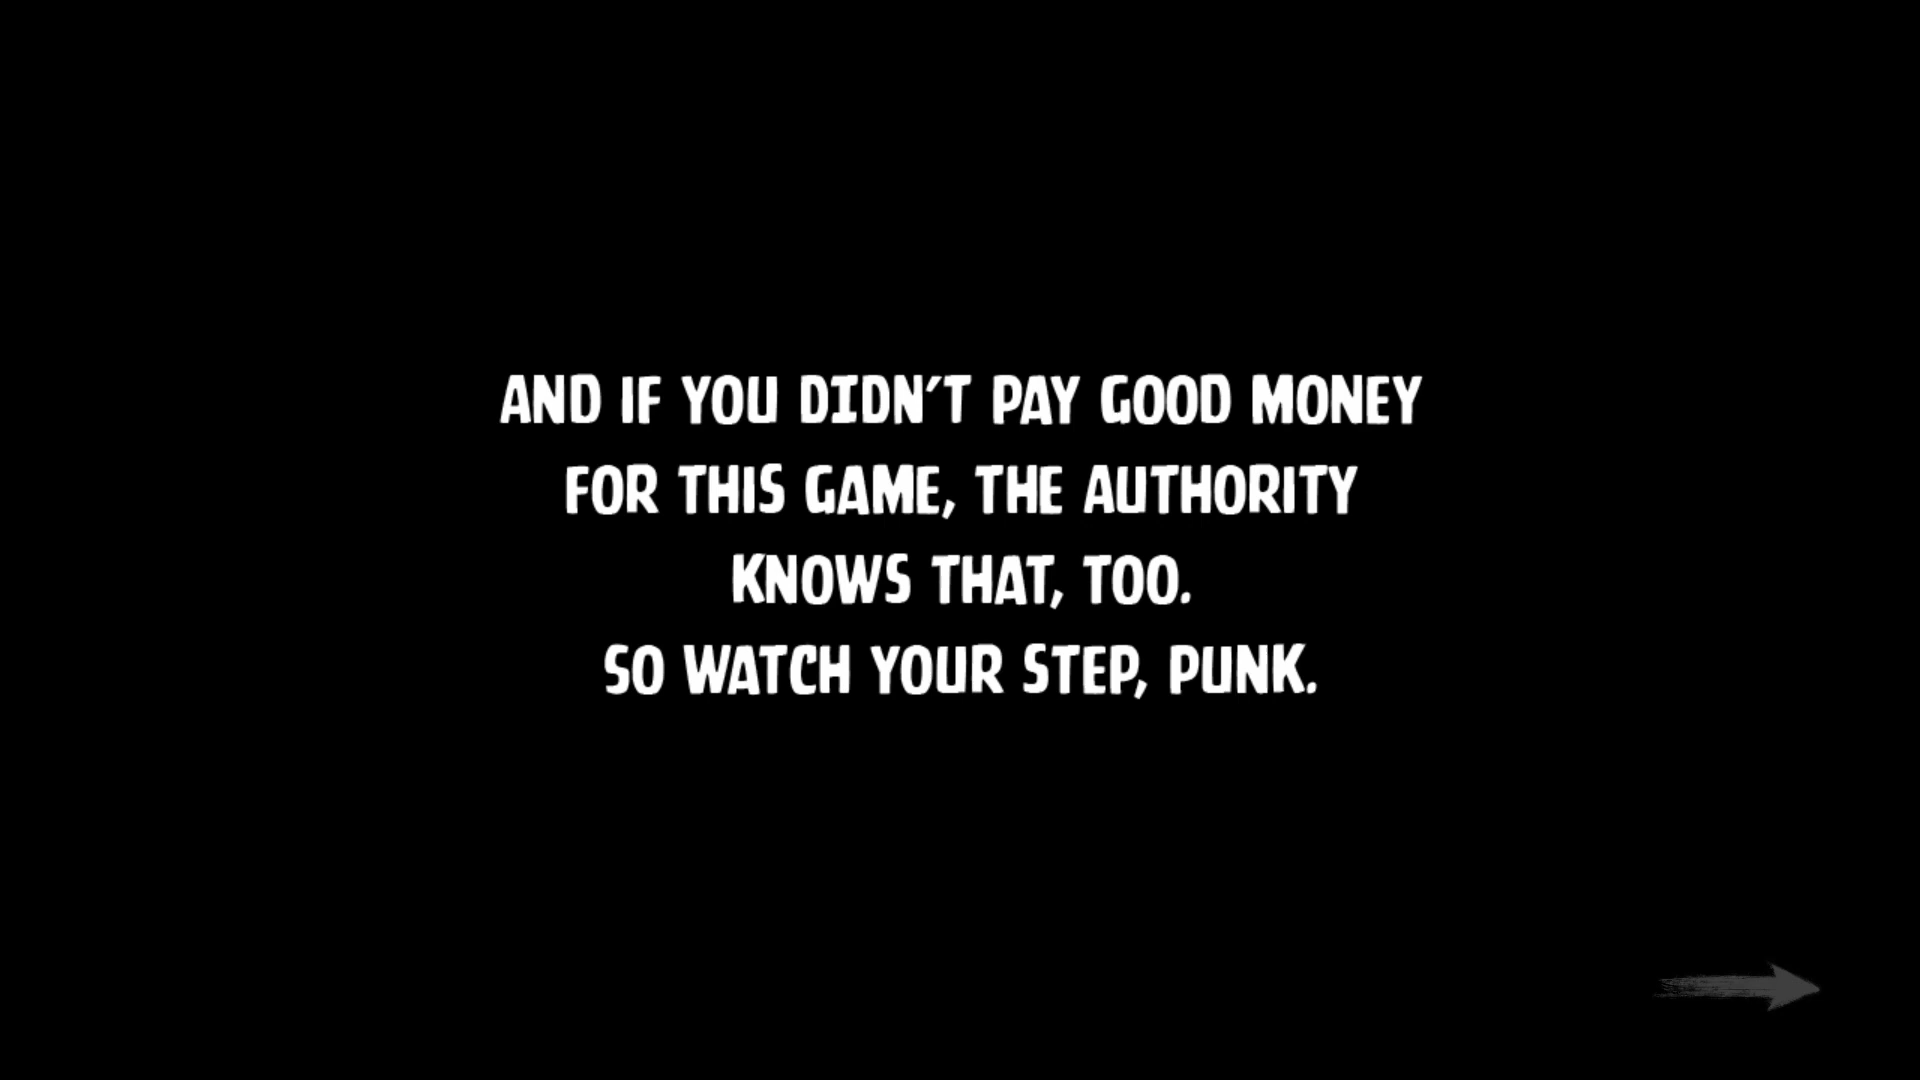 AND IF YOU DIDN'T PAY GOOD MONEY
FOR THIS GAME, THE AUTHORITY
KNOWS THAT, TOO.
SO WATCH YOUR STEP, PUNK.